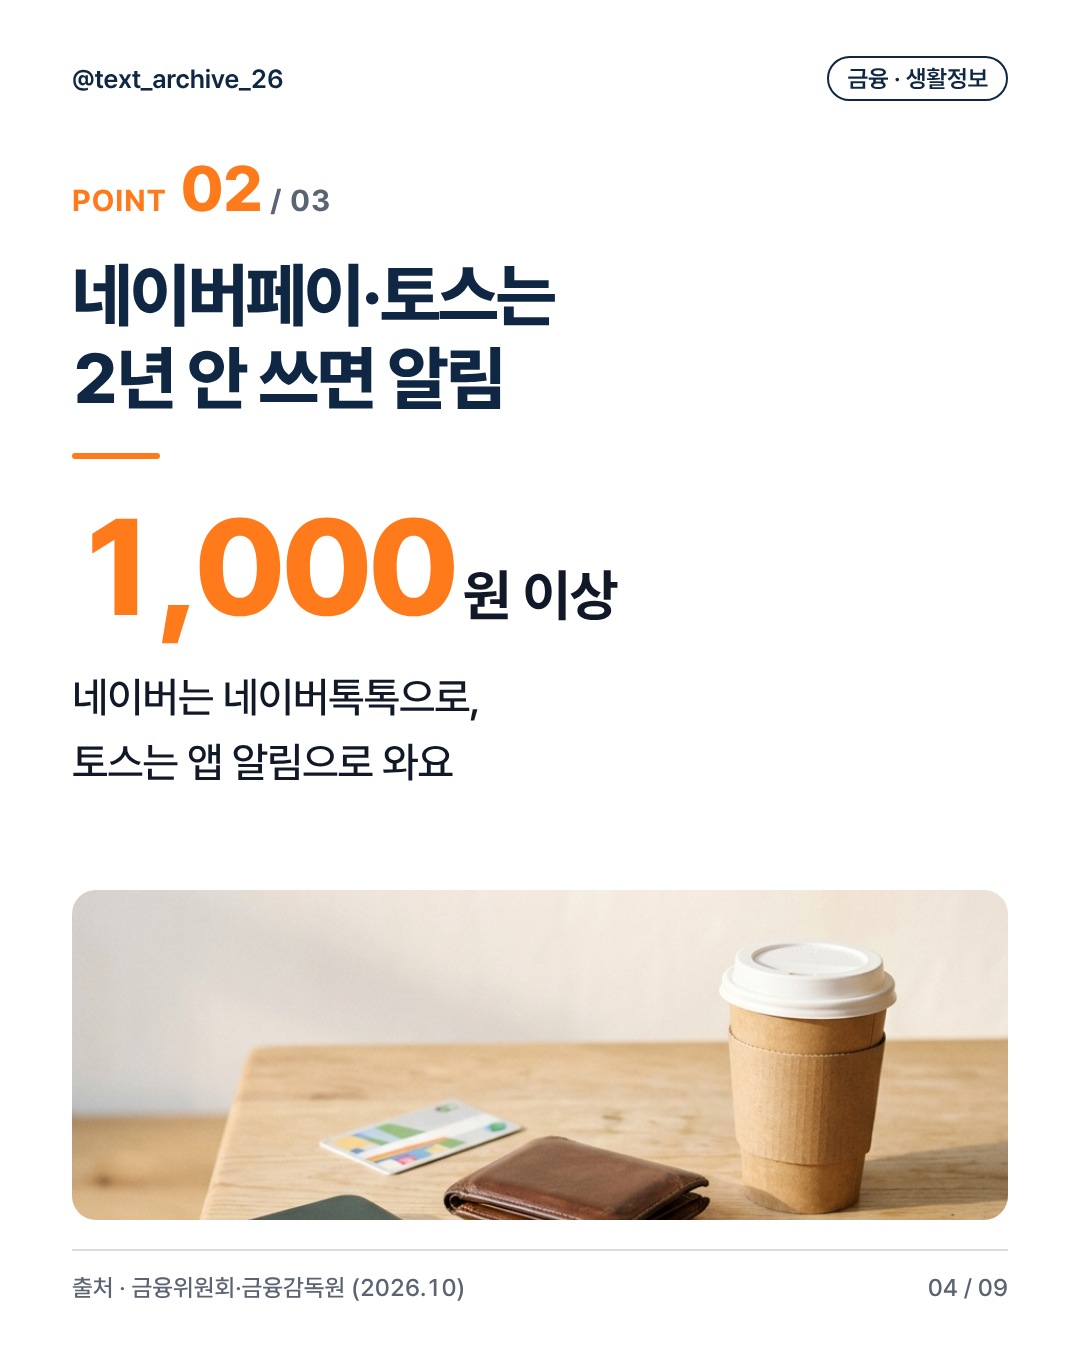 @text_archive_26
금융 · 생활정보
POINT 02 / 03
네이버페이·토스는
2년 안 쓰면 알림
1,000원 이상
네이버는 네이버톡톡으로,
토스는 앱 알림으로 와요
출처 · 금융위원회·금융감독원 (2026.10)
04 / 09